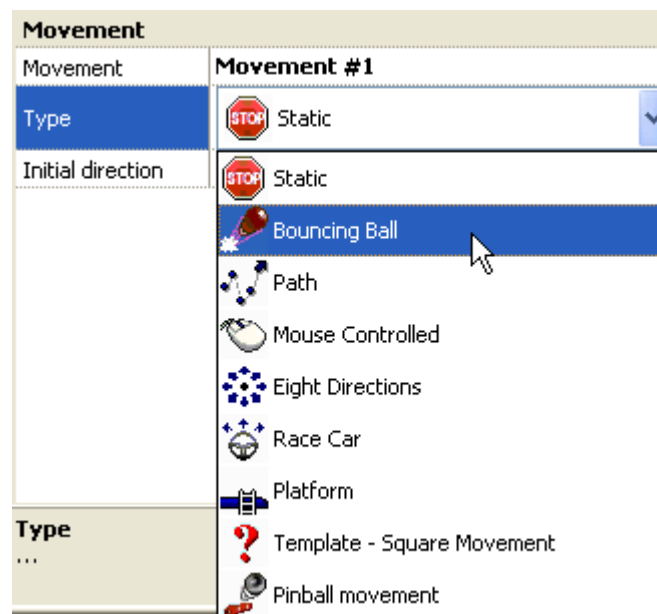 Movement
Movement Movement #1
Type STOP Static
Initial direction STOP Static
Bouncing Ball
Path
Mouse Controlled
Eight Directions
Race Car
Platform
Type
...
Template - Square Movement
Pinball movement